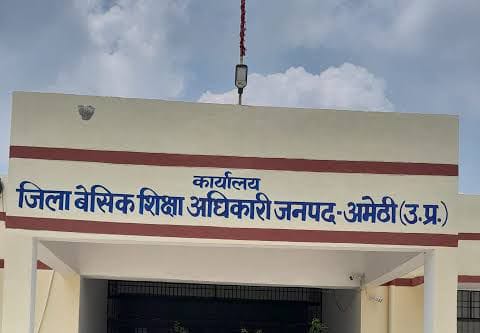 कार्यालय
जिला बेसिक शिक्षा अधिकारी जनपद-अमेठी (उ.प्र.)